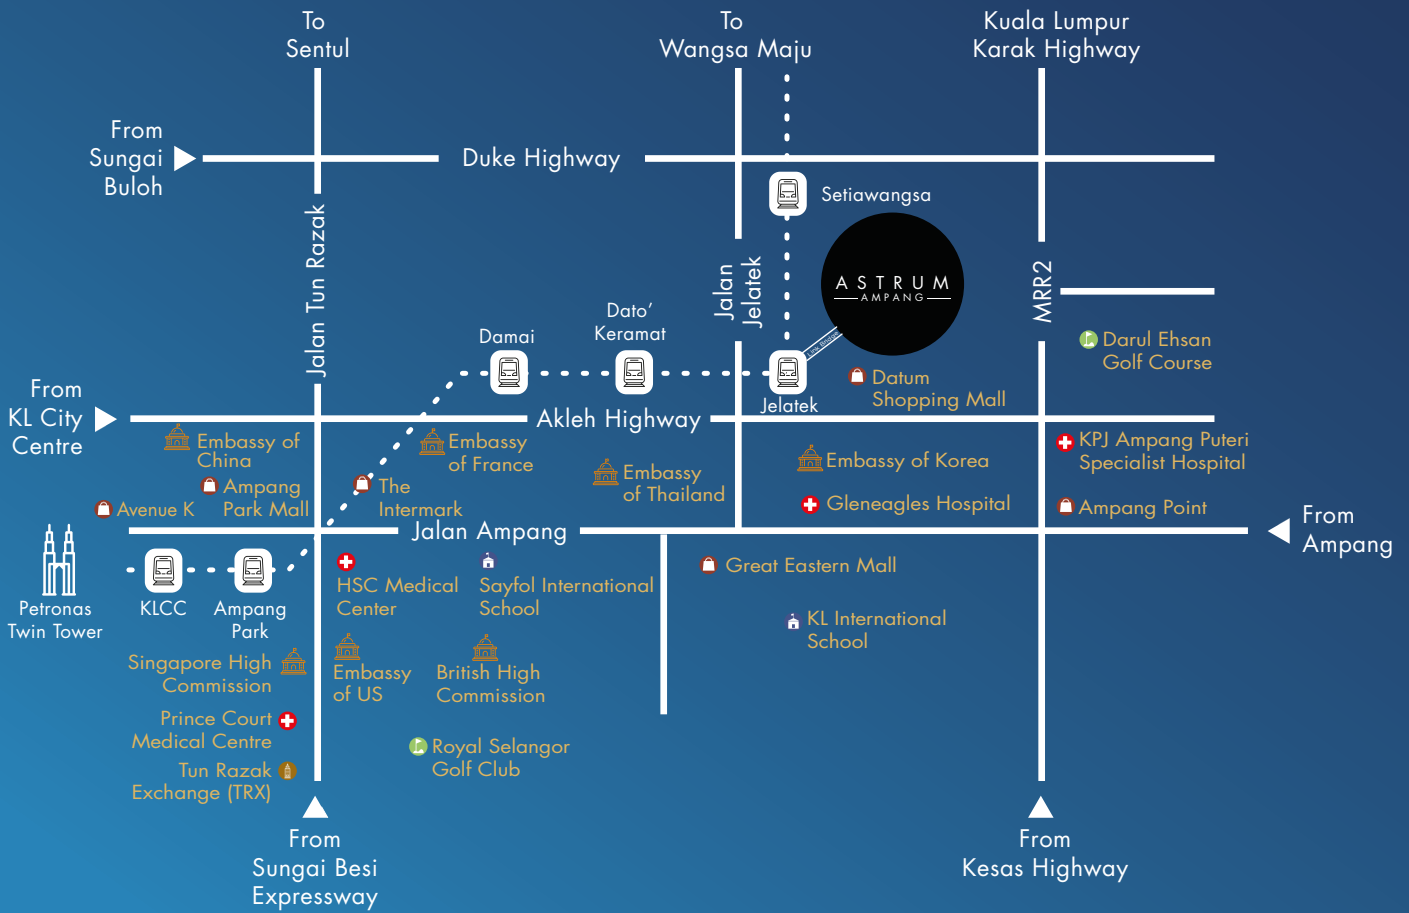 To
Sentul
To
Wangsa Maju
Kuala Lumpur
Karak Highway
From
Sungai
Buloh
Duke Highway
Setiawangsa
Jalan Tun Razak
Jalan
Jelatek
ASTRUM
AMPANG
MRR2
Link Bridge
Dato'
Keramat
Damai
Jelatek
Darul Ehsan
Golf Course
Datum
Shopping Mall
From
KL City
Centre
Akleh Highway
Embassy of
China
Embassy
of France
Embassy
of Thailand
Embassy of Korea
KPJ Ampang Puteri
Specialist Hospital
Avenue K
Ampang
Park Mall
The
Intermark
Gleneagles Hospital
Ampang Point
Jalan Ampang
From
Ampang
Petronas
Twin Tower
KLCC
Ampang
Park
HSC Medical
Center
Sayfol International
School
Great Eastern Mall
KL International
School
Singapore High
Commission
Embassy
of US
British High
Commission
Prince Court
Medical Centre
Royal Selangor
Golf Club
Tun Razak
Exchange (TRX)
From
Sungai Besi
Expressway
From
Kesas Highway